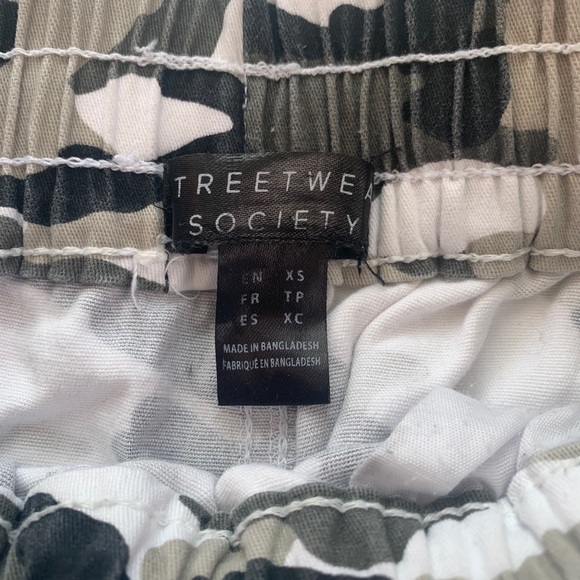 TREETWEA
SOCIETY
EN XS
FR TP
ES XC
MADE IN BANGLADESH
FABRIQUÉ EN BANGLADESH